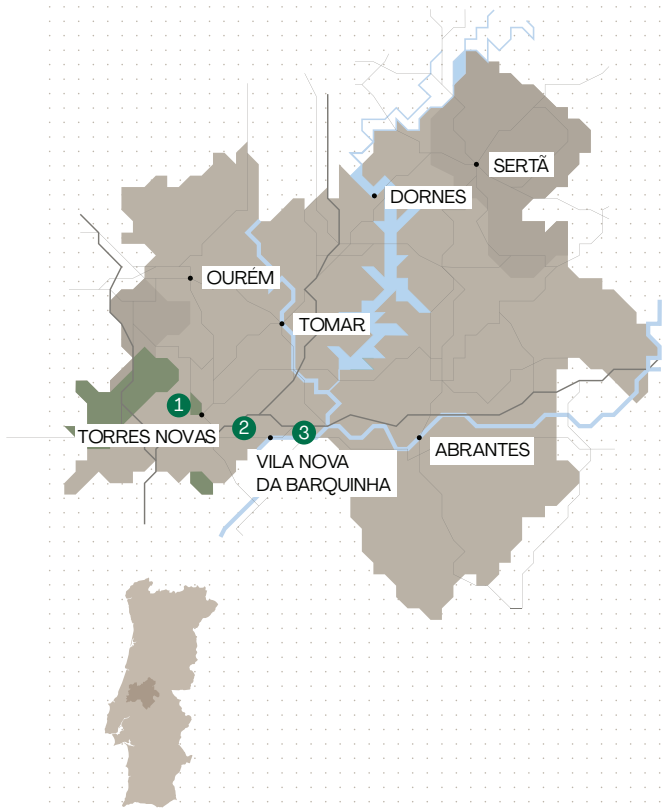 SERTÃ
DORNES
OURÉM
TOMAR
1
2
3
TORRES NOVAS
ABRANTES
VILA NOVA
DA BARQUINHA